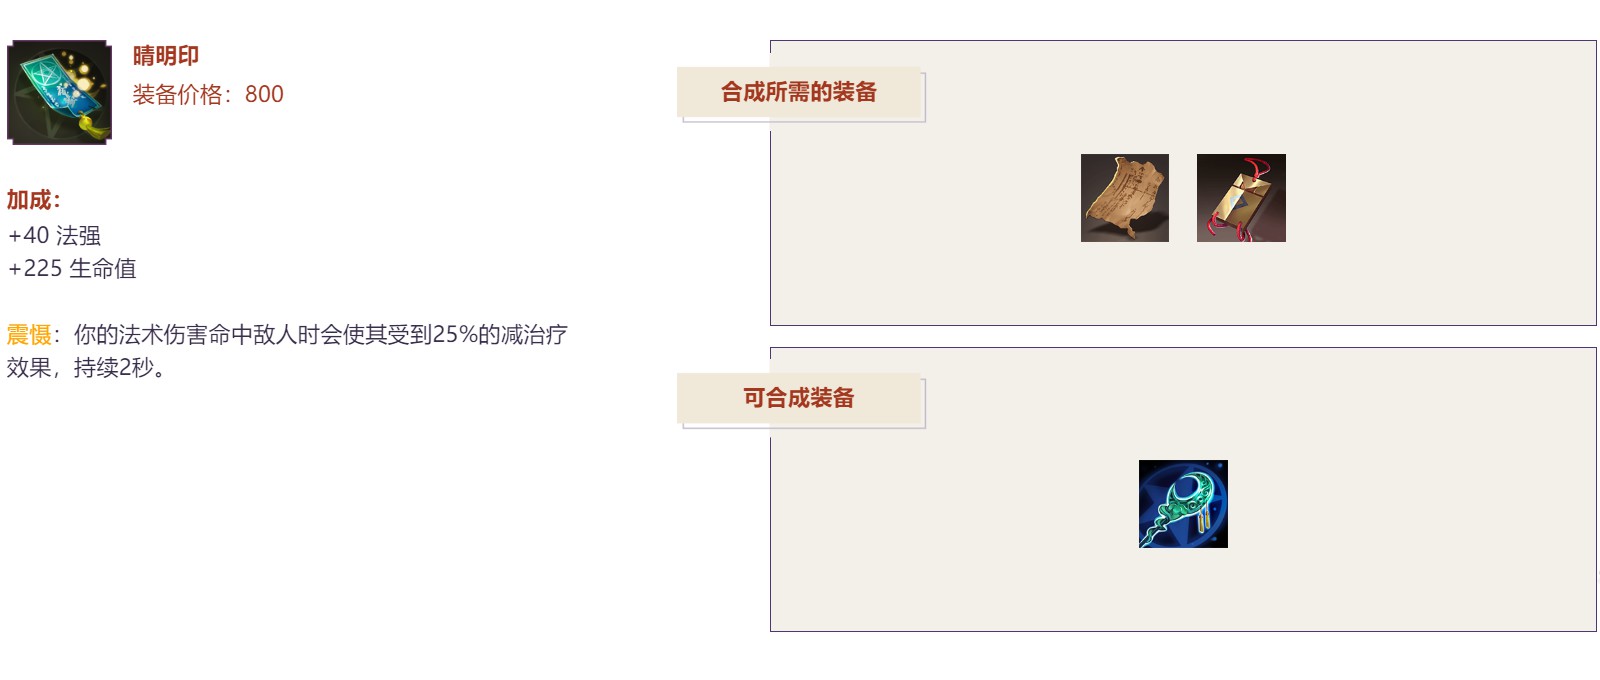 晴明印
装备价格：800
加成：
+40 法强
+225 生命值
震慑：你的法术伤害命中敌人时会使其受到25%的减治疗
效果，持续2秒。
合成所需的装备
可合成装备